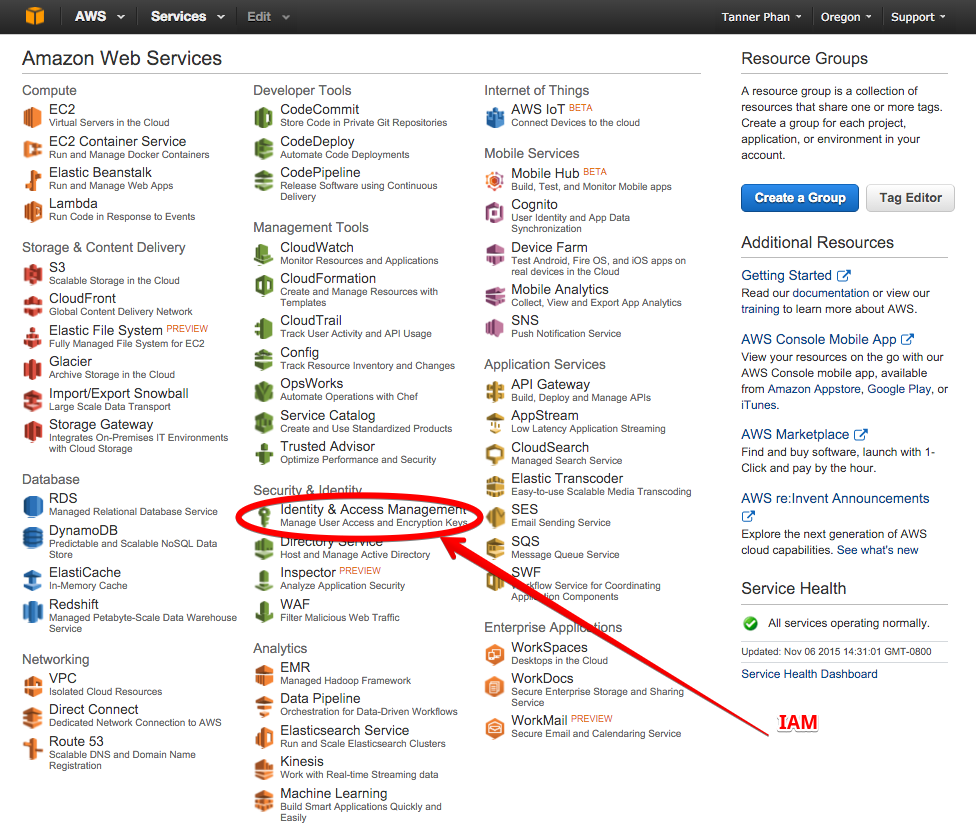 AWS Services Edit Tanner Phan Oregon Support
Amazon Web Services
Compute
EC2
Virtual Servers in the Cloud
EC2 Container Service
Run and Manage Docker Containers
Elastic Beanstalk
Run and Manage Web Apps
Lambda
Run Code in Response to Events
Storage & Content Delivery
S3
Scalable Storage in the Cloud
CloudFront
Global Content Delivery Network
Elastic File System PREVIEW
Fully Managed File System for EC2
Glacier
Archive Storage in the Cloud
Import/Export Snowball
Large Scale Data Transport
Storage Gateway
Integrates On-Premises IT Environments
with Cloud Storage
Database
RDS
Managed Relational Database Service
DynamoDB
Predictable and Scalable NoSQL Data
Store
ElastiCache
In-Memory Cache
Redshift
Managed Petabyte-Scale Data Warehouse
Service
Networking
VPC
Isolated Cloud Resources
Direct Connect
Dedicated Network Connection to AWS
Route 53
Scalable DNS and Domain Name
Registration
Developer Tools
CodeCommit
Store Code in Private Git Repositories
CodeDeploy
Automate Code Deployments
CodePipeline
Release Software using Continuous
Delivery
Management Tools
CloudWatch
Monitor Resources and Applications
CloudFormation
Create and Manage Resources with
Templates
CloudTrail
Track User Activity and API Usage
Config
Track Resource Inventory and Changes
OpsWorks
Automate Operations with Chef
Service Catalog
Create and Use Standardized Products
Trusted Advisor
Optimize Performance and Security
Security & Identity
Identity & Access Management
Manage User Access and Encryption Keys
Directory Service
Host and Manage Active Directory
Inspector PREVIEW
Analyze Application Security
WAF
Filter Malicious Web Traffic
Analytics
EMR
Managed Hadoop Framework
Data Pipeline
Orchestration for Data-Driven Workflows
Elasticsearch Service
Run and Scale Elasticsearch Clusters
Kinesis
Work with Real-time Streaming data
Machine Learning
Build Smart Applications Quickly and
Easily
Internet of Things
AWS IoT BETA
Connect Devices to the cloud
Mobile Services
Mobile Hub BETA
Build, Test, and Monitor Mobile apps
Cognito
User Identity and App Data
Synchronization
Device Farm
Test Android, Fire OS, and iOS apps on
real devices in the Cloud
Mobile Analytics
Collect, View and Export App Analytics
SNS
Push Notification Service
Application Services
API Gateway
Build, Deploy and Manage APIs
AppStream
Low Latency Application Streaming
CloudSearch
Managed Search Service
Elastic Transcoder
Easy-to-use Scalable Media Transcoding
SES
Email Sending Service
SQS
Message Queue Service
SWF
Workflow Service for Coordinating
Application Components
Enterprise Applications
WorkSpaces
Desktops in the Cloud
WorkDocs
Secure Enterprise Storage and Sharing
Service
WorkMail PREVIEW
Secure Email and Calendaring Service
Resource Groups
A resource group is a collection of
resources that share one or more tags.
Create a group for each project,
application, or environment in your
account.
Create a Group Tag Editor
Additional Resources
Getting Started
Read our documentation or view our
training to learn more about AWS.
AWS Console Mobile App
View your resources on the go with our
AWS Console mobile app, available
from Amazon Appstore, Google Play, or
iTunes.
AWS Marketplace
Find and buy software, launch with 1-
Click and pay by the hour.
AWS re:Invent Announcements
Explore the next generation of AWS
cloud capabilities. See what's new
Service Health
All services operating normally.
Updated: Nov 06 2015 14:31:01 GMT-0800
Service Health Dashboard
IAM